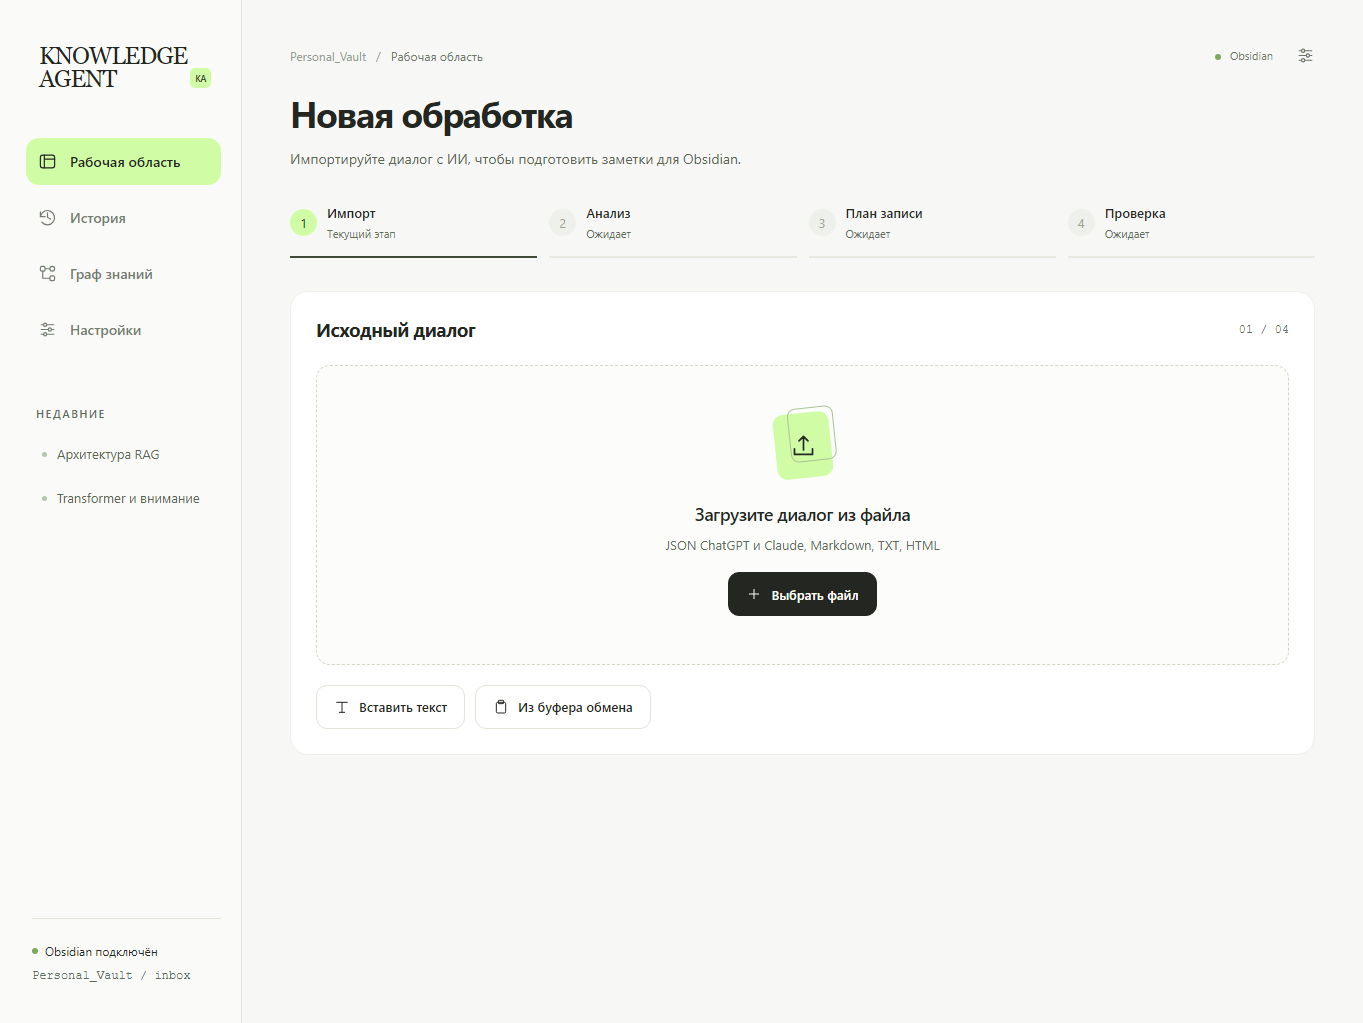 KNOWLEDGE
AGENT
KA
Рабочая область
История
Граф знаний
Настройки
НЕДАВНИЕ
Архитектура RAG
Transformer и внимание
Obsidian подключён
Personal_Vault / inbox
Personal_Vault / Рабочая область
Obsidian
Новая обработка
Импортируйте диалог с ИИ, чтобы подготовить заметки для Obsidian.
1
Импорт
Текущий этап
2
Анализ
Ожидает
3
План записи
Ожидает
4
Проверка
Ожидает
Исходный диалог
01 / 04
Загрузите диалог из файла
JSON ChatGPT и Claude, Markdown, TXT, HTML
Выбрать файл
Вставить текст
Из буфера обмена